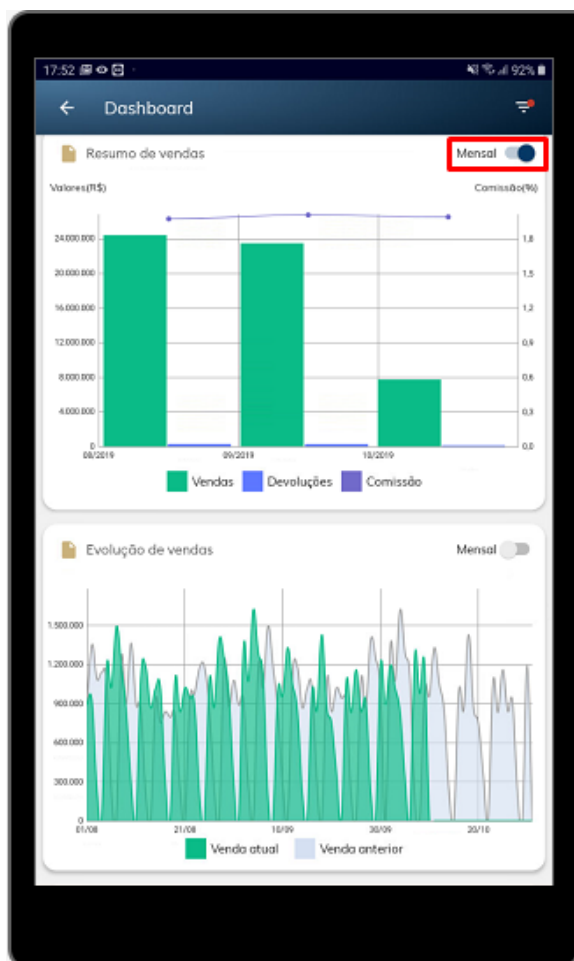 17:52 92%
Dashboard
Resumo de vendas Mensal
Valores(R$) Comissão(%)
24.000.000 1,8
20.000.000 1,5
16.000.000 1,2
12.000.000 0,9
8.000.000 0,6
4.000.000 0,3
0 0,0
08/2019 09/2019 10/2019
Vendas Devoluções Comissão
Evolução de vendas Mensal
1.500.000
1.200.000
900.000
600.000
300.000
0
01/08 21/08 10/09 30/09 20/10
Venda atual Venda anterior